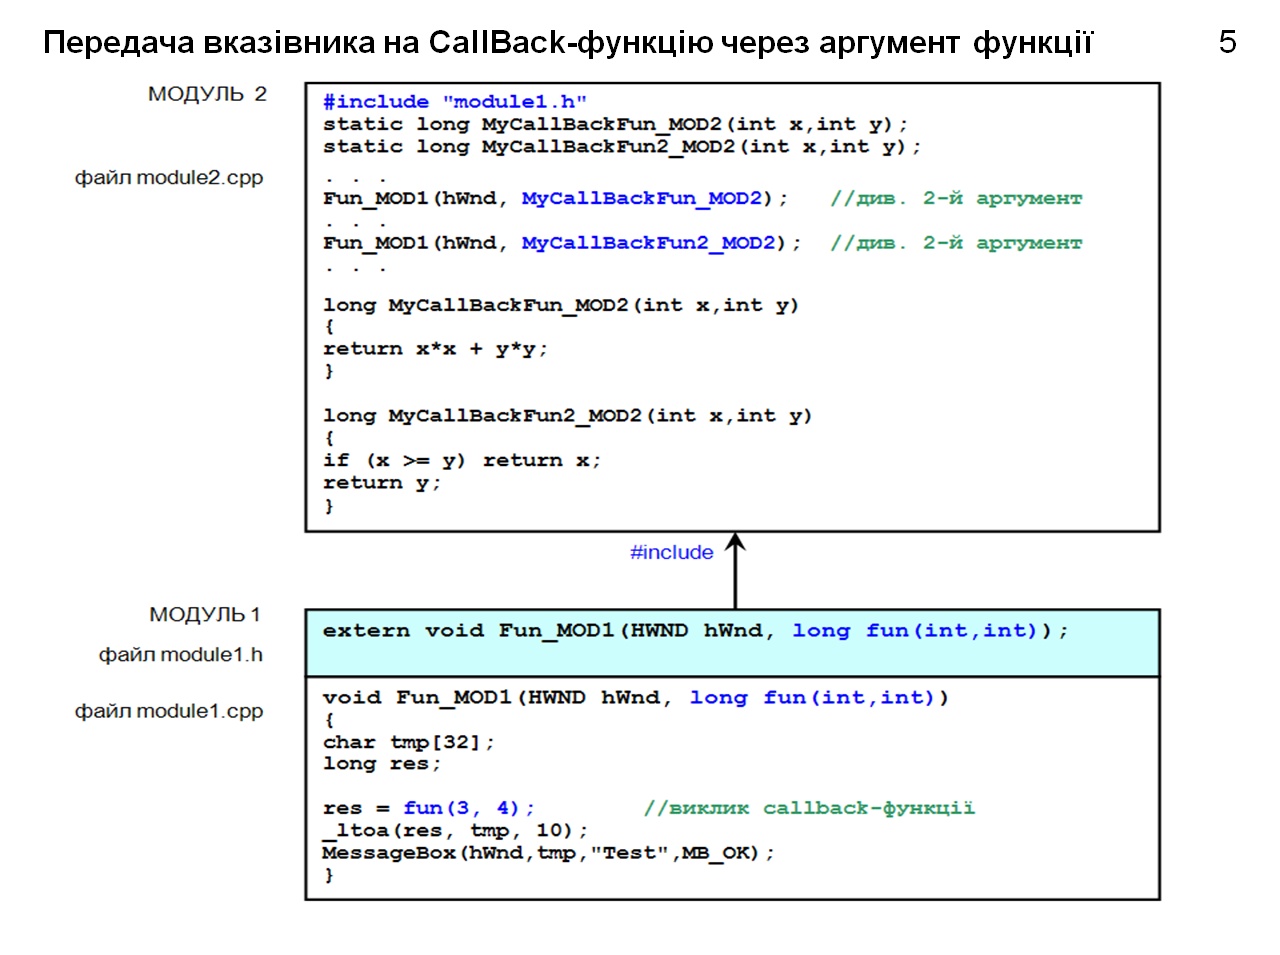 Передача вказівника на CallBack-функцію через аргумент функції
5
МОДУЛЬ 2
файл module2.cpp
#include "module1.h"
static long MyCallBackFun_MOD2(int x,int y);
static long MyCallBackFun2_MOD2(int x,int y);
. . .
Fun_MOD1(hWnd, MyCallBackFun_MOD2); //див. 2-й аргумент
. . .
Fun_MOD1(hWnd, MyCallBackFun2_MOD2); //див. 2-й аргумент
. . .
long MyCallBackFun_MOD2(int x,int y)
{
return x*x + y*y;
}
long MyCallBackFun2_MOD2(int x,int y)
{
if (x >= y) return x;
return y;
}
#include
МОДУЛЬ 1
файл module1.h
extern void Fun_MOD1(HWND hWnd, long fun(int,int));
файл module1.cpp
void Fun_MOD1(HWND hWnd, long fun(int,int))
{
char tmp[32];
long res;
res = fun(3, 4); //виклик callback-функції
_ltoa(res, tmp, 10);
MessageBox(hWnd,tmp,"Test",MB_OK);
}